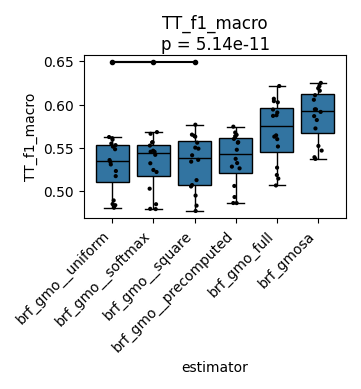 TT_f1_macro
p = 5.14e-11
TT_f1_macro
0.65
0.60
0.55
0.50
brf_gmo__uniform
brf_gmo__softmax
brf_gmo__square
brf_gmo__precomputed
brf_gmo_full
brf_gmosa
estimator